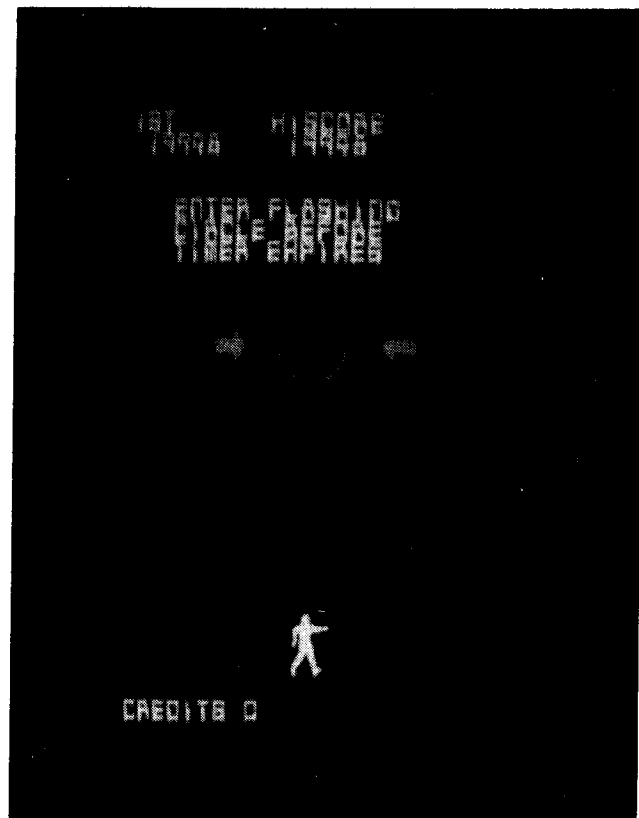 1ST HISCORE
ENTER FLASHING
CIRCLE BEFORE
TIMER EXPIRES
CREDITS 0